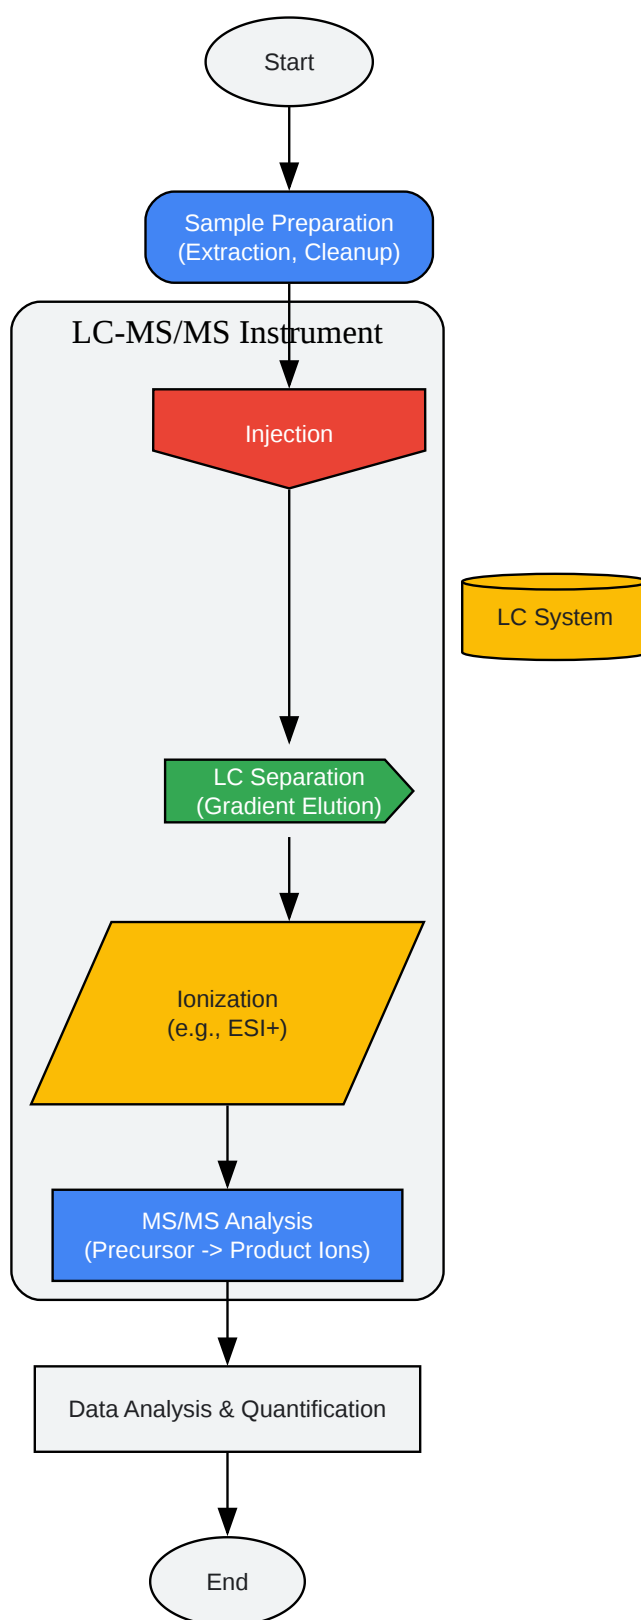 Start
Sample Preparation
(Extraction, Cleanup)
LC-MS/MS Instrument
Injection
LC System
LC Separation
(Gradient Elution)
Ionization
(e.g., ESI+)
MS/MS Analysis
(Precursor -> Product Ions)
Data Analysis & Quantification
End